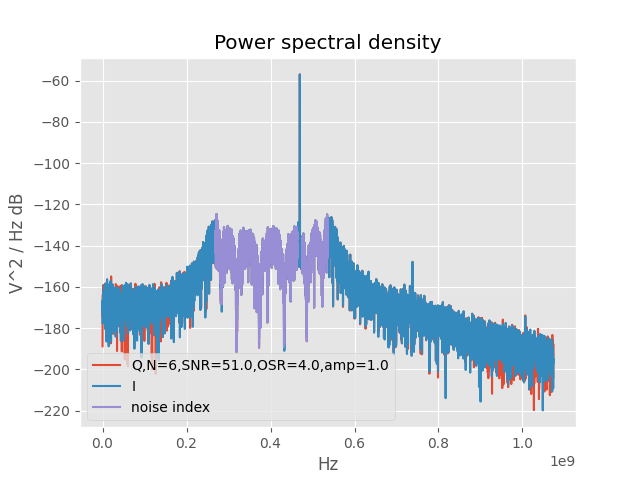 Power spectral density
V^2 / Hz dB
−60
−80
−100
−120
−140
−160
−180
−200
−220
Q,N=6,SNR=51.0,OSR=4.0,amp=1.0
I
noise index
0.0 0.2 0.4 0.6 0.8 1.0
1e9
Hz